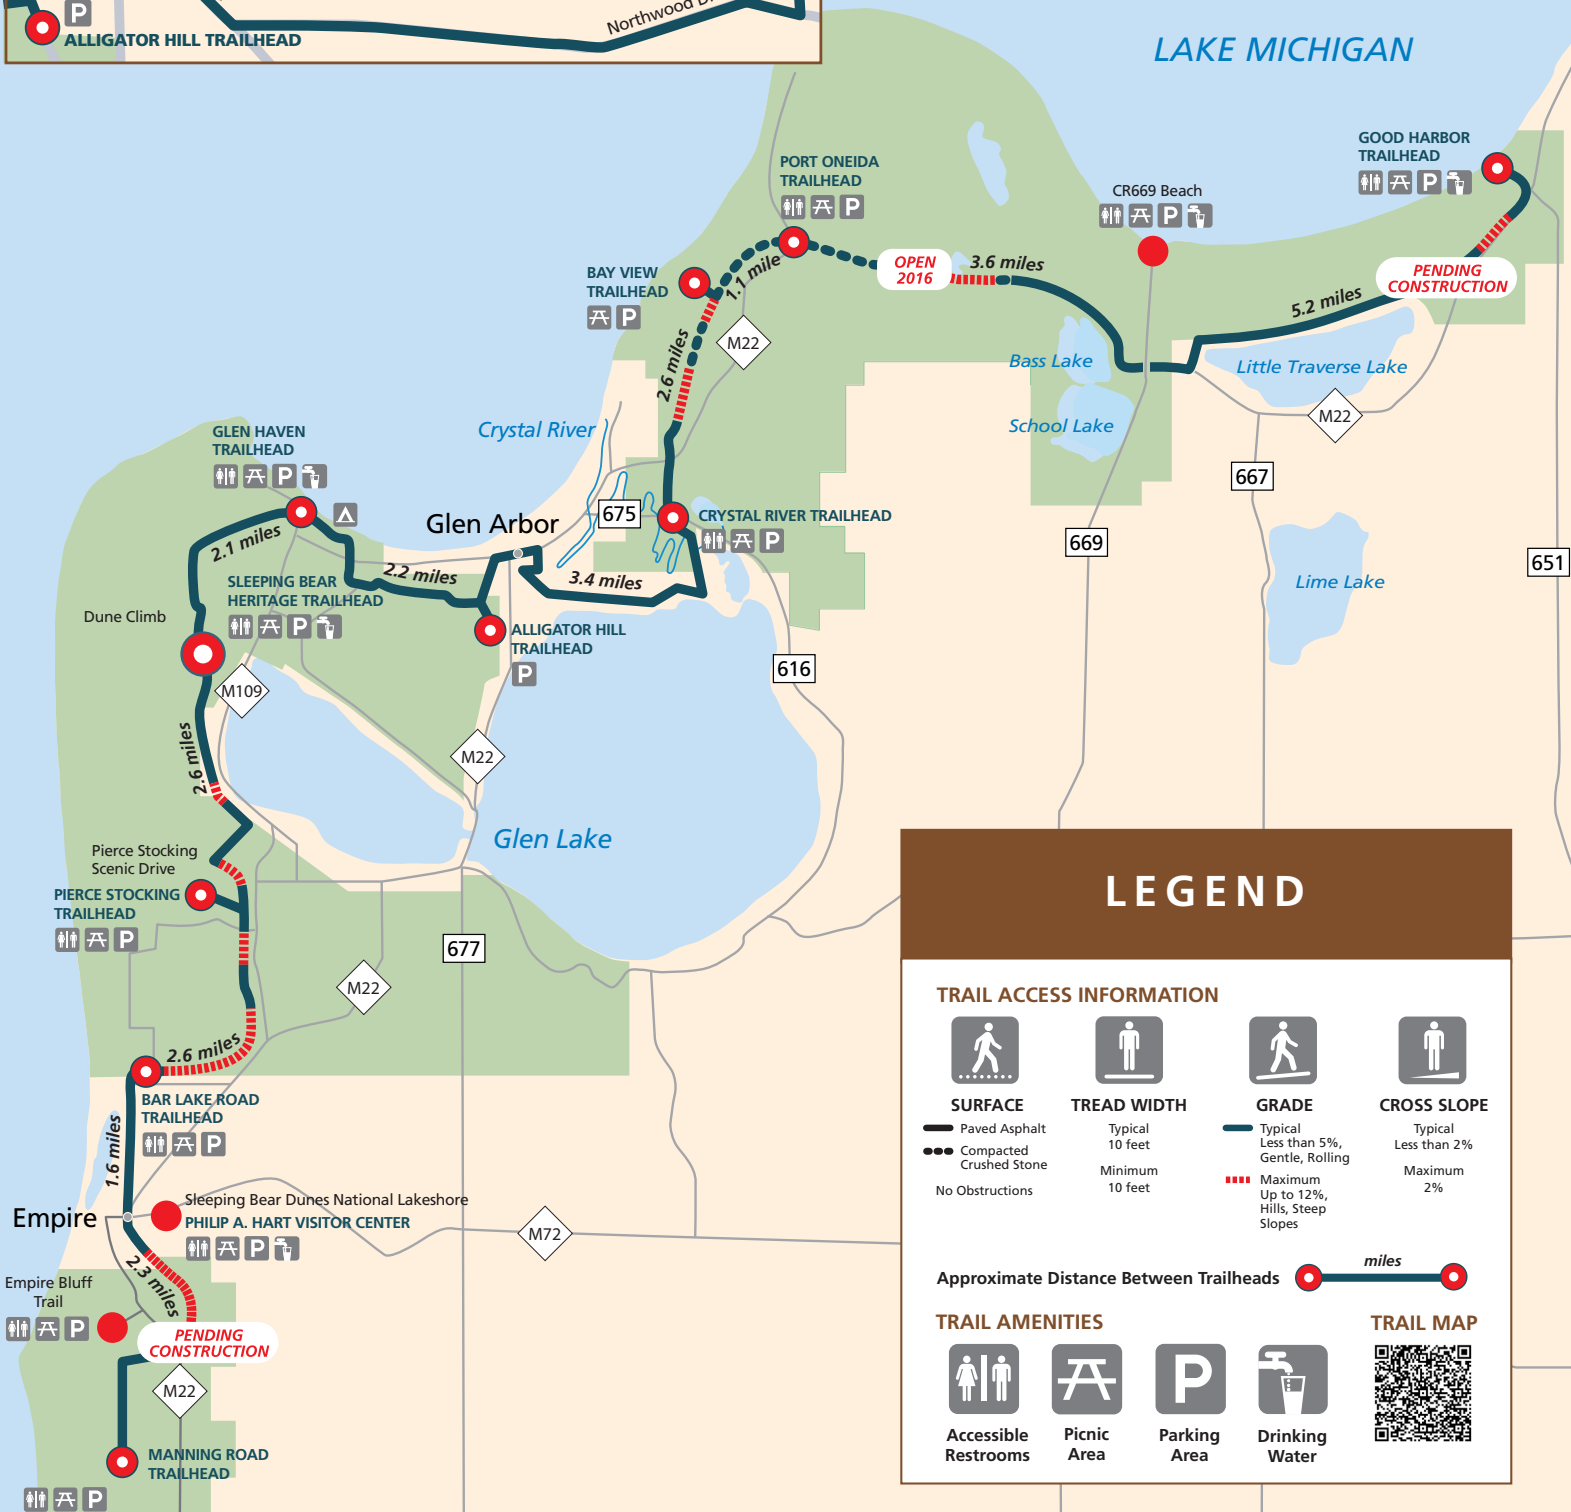 P
ALLIGATOR HILL TRAILHEAD
Northwood D
LAKE MICHIGAN
GOOD HARBOR
TRAILHEAD
P
PORT ONEIDA
TRAILHEAD
P
CR669 Beach
P
OPEN
2016
3.6 miles
PENDING
CONSTRUCTION
BAY VIEW
TRAILHEAD
P
1.1 mile
5.2 miles
M22
2.6 miles
Bass Lake
Little Traverse Lake
M22
School Lake
Crystal River
GLEN HAVEN
TRAILHEAD
P
667
Glen Arbor
675
CRYSTAL RIVER TRAILHEAD
P
669
651
2.1 miles
2.2 miles
3.4 miles
SLEEPING BEAR
HERITAGE TRAILHEAD
P
Lime Lake
Dune Climb
ALLIGATOR HILL
TRAILHEAD
P
616
M109
2.6 miles
M22
Glen Lake
Pierce Stocking
Scenic Drive
PIERCE STOCKING
TRAILHEAD
P
677
M22
2.6 miles
BAR LAKE ROAD
TRAILHEAD
P
1.6 miles
Sleeping Bear Dunes National Lakeshore
Empire
PHILIP A. HART VISITOR CENTER
P
M72
2.3 miles
Empire Bluff
Trail
P
PENDING
CONSTRUCTION
M22
MANNING ROAD
TRAILHEAD
P
LEGEND
TRAIL ACCESS INFORMATION
SURFACE
Paved Asphalt
Compacted
Crushed Stone
No Obstructions
TREAD WIDTH
Typical
10 feet
Minimum
10 feet
GRADE
Typical
Less than 5%,
Gentle, Rolling
Maximum
Up to 12%,
Hills, Steep
Slopes
CROSS SLOPE
Typical
Less than 2%
Maximum
2%
Approximate Distance Between Trailheads
miles
TRAIL AMENITIES
TRAIL MAP
P
Accessible
Restrooms
Picnic
Area
Parking
Area
Drinking
Water